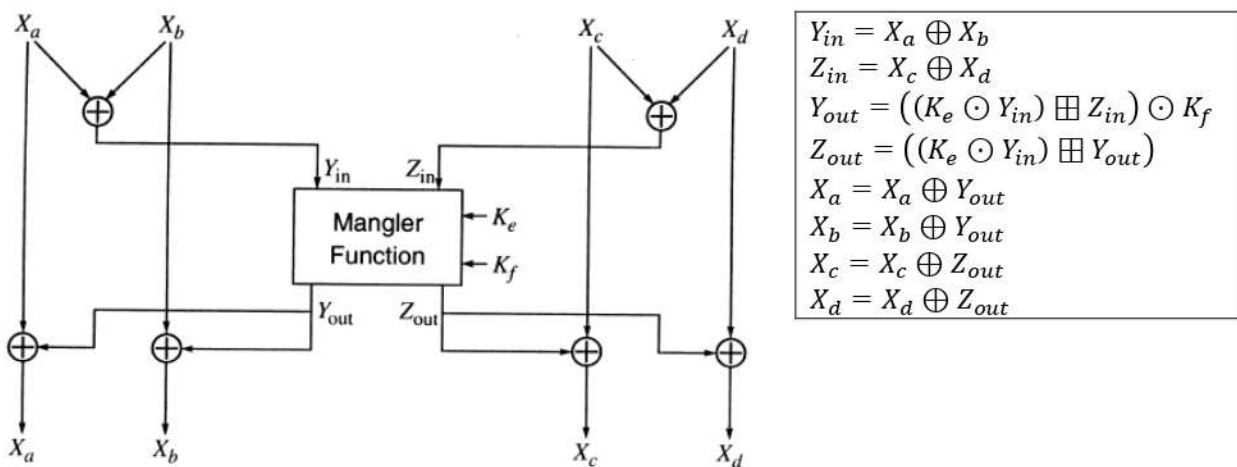 Xₐ X_b X_c X_d
⊕ ⊕
Y_in Z_in
Mangler
Function
← K_e
← K_f
Y_out Z_out
⊕ ⊕ ⊕ ⊕
Xₐ X_b X_c X_d
Y_in = X_a ⊕ X_b
Z_in = X_c ⊕ X_d
Y_out = ((K_e ⊙ Y_in) ⊞ Z_in) ⊙ K_f
Z_out = ((K_e ⊙ Y_in) ⊞ Y_out)
X_a = X_a ⊕ Y_out
X_b = X_b ⊕ Y_out
X_c = X_c ⊕ Z_out
X_d = X_d ⊕ Z_out